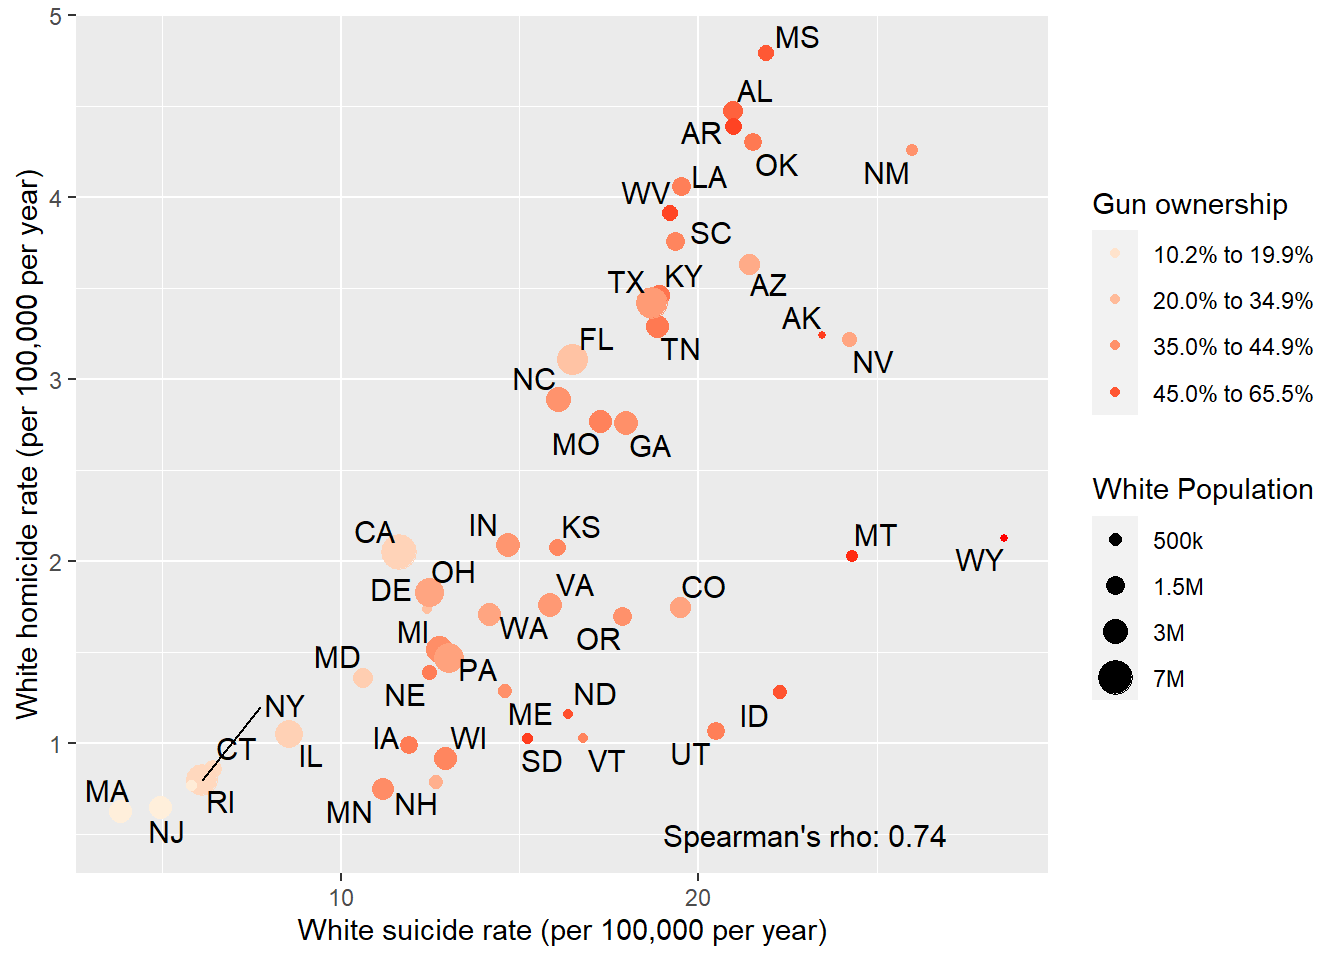 5
4
3
2
1
White homicide rate (per 100,000 per year)
MS
AL
AR
OK
NM
LA
WV
SC
AZ
KY
TX
AK
TN
NV
FL
NC
MO
GA
CA
IN
KS
MT
WY
OH
DE
VA
CO
WA
OR
MI
MD
PA
NE
ND
ME
NY
ID
CT
IL
IA
WI
SD
VT
UT
MA
RI
NH
MN
NJ
Spearman's rho: 0.74
10
20
White suicide rate (per 100,000 per year)
Gun ownership
10.2% to 19.9%
20.0% to 34.9%
35.0% to 44.9%
45.0% to 65.5%
White Population
500k
1.5M
3M
7M